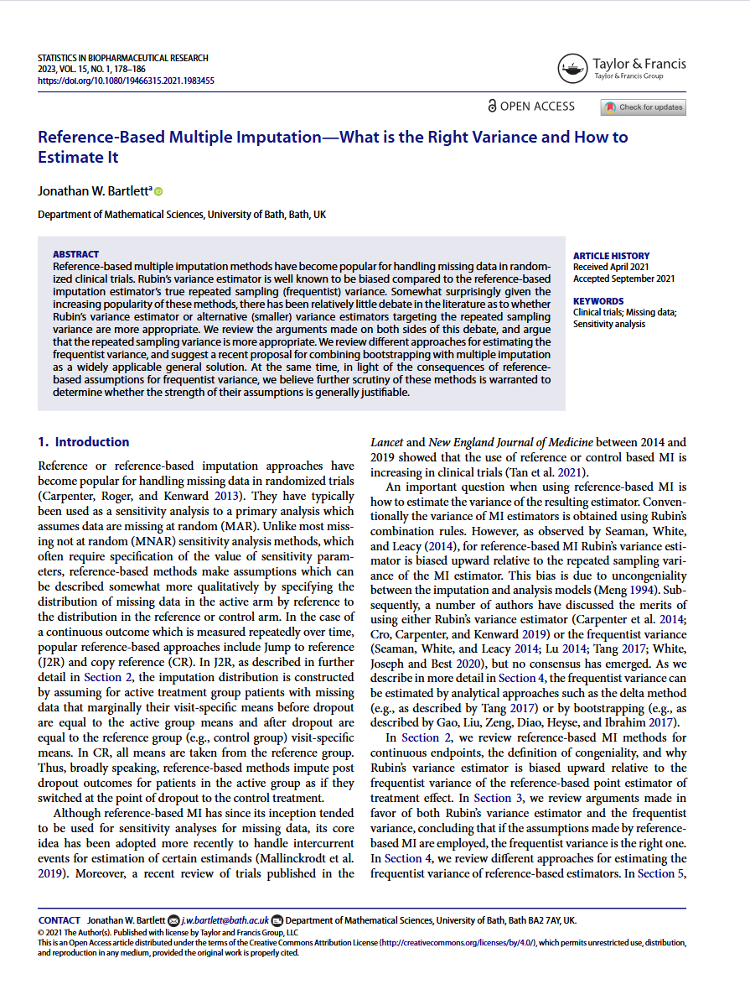 STATISTICS IN BIOPHARMACEUTICAL RESEARCH
2023, VOL. 15, NO. 1, 178–186
https://doi.org/10.1080/19466315.2021.1983455
Taylor & Francis
Taylor & Francis Group
OPEN ACCESS
Check for updates
Reference-Based Multiple Imputation—What is the Right Variance and How to
Estimate It
Jonathan W. Bartlettᵃ iD
Department of Mathematical Sciences, University of Bath, Bath, UK
ABSTRACT
Reference-based multiple imputation methods have become popular for handling missing data in random-
ized clinical trials. Rubin's variance estimator is well known to be biased compared to the reference-based
imputation estimator's true repeated sampling (frequentist) variance. Somewhat surprisingly given the
increasing popularity of these methods, there has been relatively little debate in the literature as to whether
Rubin's variance estimator or alternative (smaller) variance estimators targeting the repeated sampling
variance are more appropriate. We review the arguments made on both sides of this debate, and argue
that the repeated sampling variance is more appropriate. We review different approaches for estimating the
frequentist variance, and suggest a recent proposal for combining bootstrapping with multiple imputation
as a widely applicable general solution. At the same time, in light of the consequences of reference-
based assumptions for frequentist variance, we believe further scrutiny of these methods is warranted to
determine whether the strength of their assumptions is generally justifiable.
ARTICLE HISTORY
Received April 2021
Accepted September 2021
KEYWORDS
Clinical trials; Missing data;
Sensitivity analysis
1. Introduction
Reference or reference-based imputation approaches have
become popular for handling missing data in randomized trials
(Carpenter, Roger, and Kenward 2013). They have typically
been used as a sensitivity analysis to a primary analysis which
assumes data are missing at random (MAR). Unlike most miss-
ing not at random (MNAR) sensitivity analysis methods, which
often require specification of the value of sensitivity param-
eters, reference-based methods make assumptions which can
be described somewhat more qualitatively by specifying the
distribution of missing data in the active arm by reference to
the distribution in the reference or control arm. In the case of
a continuous outcome which is measured repeatedly over time,
popular reference-based approaches include Jump to reference
(J2R) and copy reference (CR). In J2R, as described in further
detail in Section 2, the imputation distribution is constructed
by assuming for active treatment group patients with missing
data that marginally their visit-specific means before dropout
are equal to the active group means and after dropout are
equal to the reference group (e.g., control group) visit-specific
means. In CR, all means are taken from the reference group.
Thus, broadly speaking, reference-based methods impute post
dropout outcomes for patients in the active group as if they
switched at the point of dropout to the control treatment.
Although reference-based MI has since its inception tended
to be used for sensitivity analyses for missing data, its core
idea has been adopted more recently to handle intercurrent
events for estimation of certain estimands (Mallinckrodt et al.
2019). Moreover, a recent review of trials published in the
Lancet and New England Journal of Medicine between 2014 and
2019 showed that the use of reference or control based MI is
increasing in clinical trials (Tan et al. 2021).
An important question when using reference-based MI is
how to estimate the variance of the resulting estimator. Conven-
tionally the variance of MI estimators is obtained using Rubin's
combination rules. However, as observed by Seaman, White,
and Leacy (2014), for reference-based MI Rubin's variance esti-
mator is biased upward relative to the repeated sampling vari-
ance of the MI estimator. This bias is due to uncongeniality
between the imputation and analysis models (Meng 1994). Sub-
sequently, a number of authors have discussed the merits of
using either Rubin's variance estimator (Carpenter et al. 2014;
Cro, Carpenter, and Kenward 2019) or the frequentist variance
(Seaman, White, and Leacy 2014; Lu 2014; Tang 2017; White,
Joseph and Best 2020), but no consensus has emerged. As we
describe in more detail in Section 4, the frequentist variance can
be estimated by analytical approaches such as the delta method
(e.g., as described by Tang 2017) or by bootstrapping (e.g., as
described by Gao, Liu, Zeng, Diao, Heyse, and Ibrahim 2017).
In Section 2, we review reference-based MI methods for
continuous endpoints, the definition of congeniality, and why
Rubin's variance estimator is biased upward relative to the
frequentist variance of the reference-based point estimator of
treatment effect. In Section 3, we review arguments made in
favor of both Rubin's variance estimator and the frequentist
variance, concluding that if the assumptions made by reference-
based MI are employed, the frequentist variance is the right one.
In Section 4, we review different approaches for estimating the
frequentist variance of reference-based estimators. In Section 5,
CONTACT Jonathan W. Bartlett j.w.bartlett@bath.ac.uk Department of Mathematical Sciences, University of Bath, Bath BA2 7AY, UK.
© 2021 The Author(s). Published with license by Taylor and Francis Group, LLC
This is an Open Access article distributed under the terms of the Creative Commons Attribution License (http://creativecommons.org/licenses/by/4.0/), which permits unrestricted use, distribution,
and reproduction in any medium, provided the original work is properly cited.